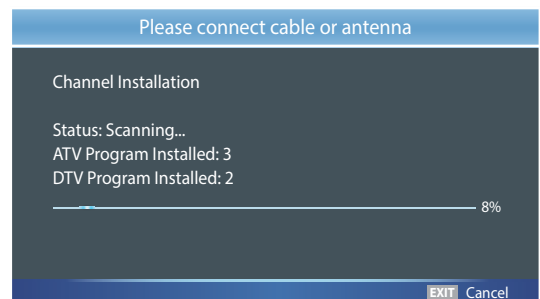 Please connect cable or antenna
Channel Installation
Status: Scanning...
ATV Program Installed: 3
DTV Program Installed: 2
8%
EXIT Cancel